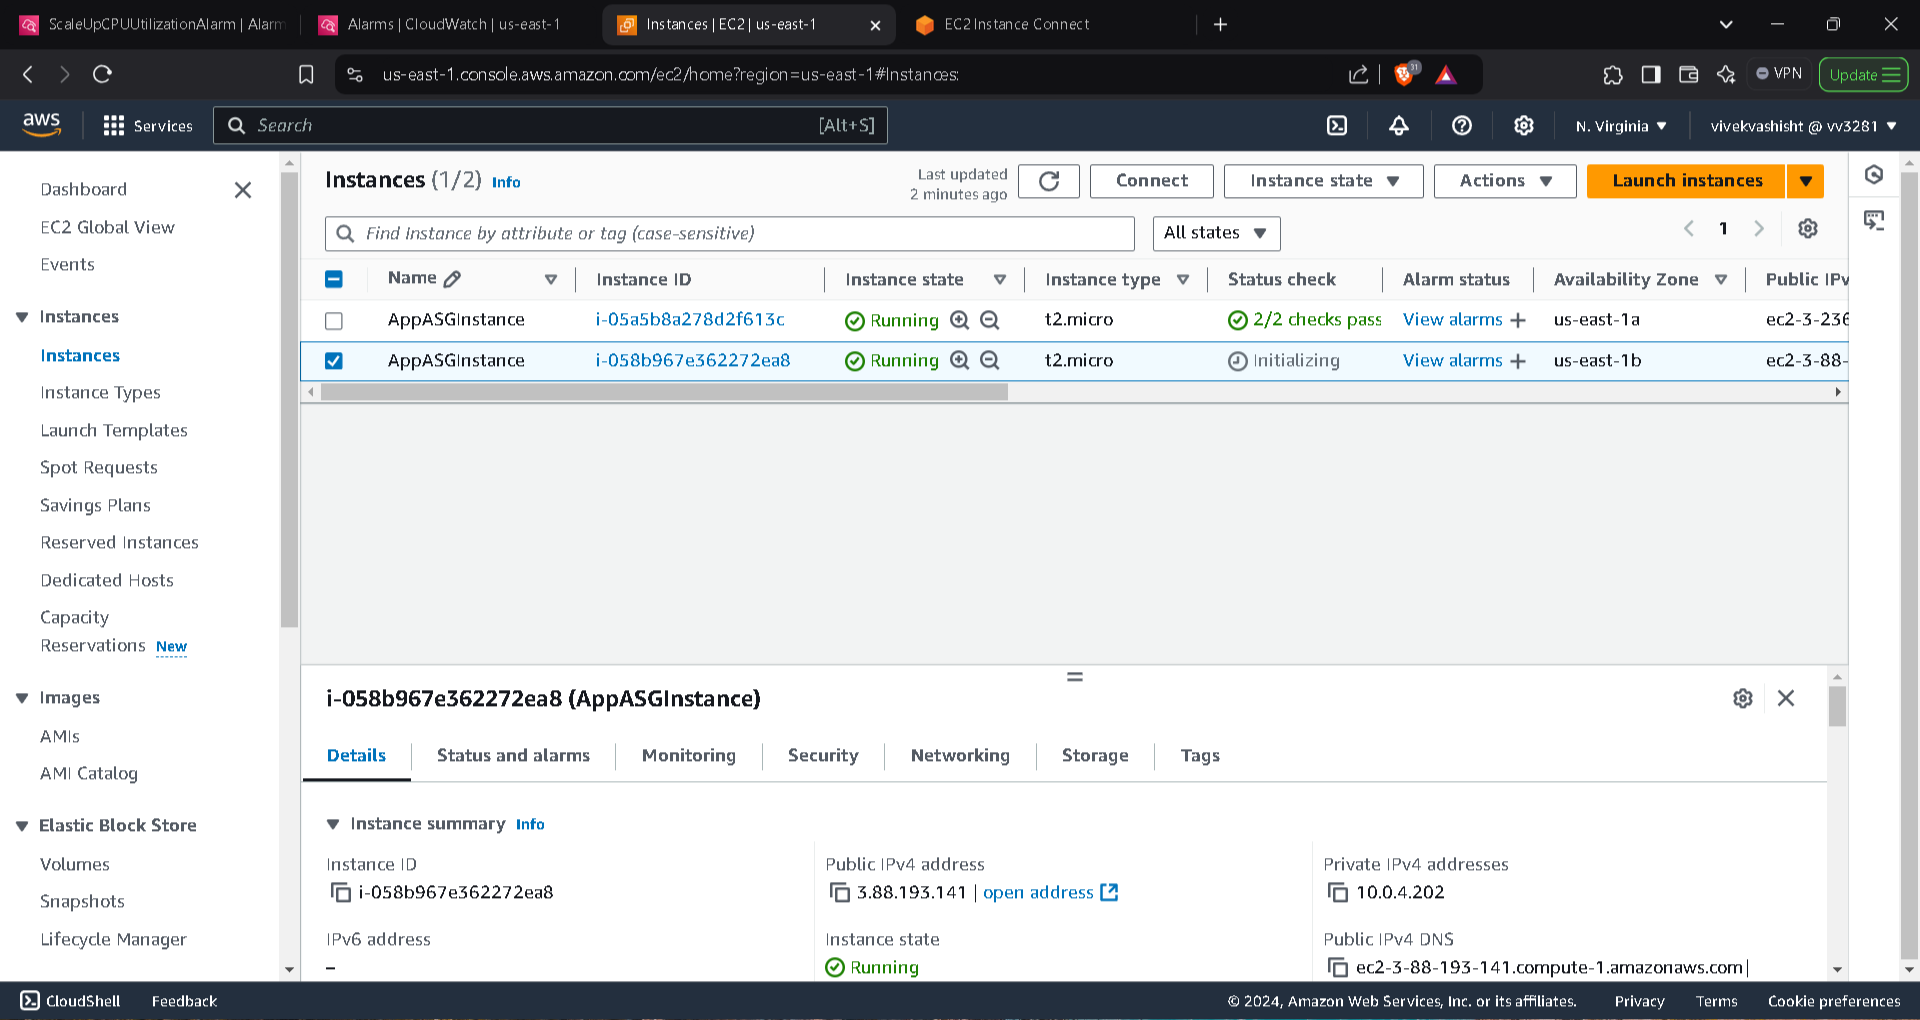 ScaleUpCPUUtilizationAlarm | Alarm
Alarms | CloudWatch | us-east-1
Instances | EC2 | us-east-1
EC2 Instance Connect
us-east-1.console.aws.amazon.com/ec2/home?region=us-east-1#Instances:
31
VPN
Update
aws
Services
Search
[Alt+S]
N. Virginia
vivekvashisht @ vv3281
Dashboard
EC2 Global View
Events
Instances
Instances
Instance Types
Launch Templates
Spot Requests
Savings Plans
Reserved Instances
Dedicated Hosts
Capacity
Reservations New
Images
AMIs
AMI Catalog
Elastic Block Store
Volumes
Snapshots
Lifecycle Manager
Instances (1/2) Info
Last updated
2 minutes ago
Connect
Instance state
Actions
Launch instances
Find Instance by attribute or tag (case-sensitive)
All states
1
Name Instance ID Instance state Instance type Status check Alarm status Availability Zone Public IPv
AppASGInstance i-05a5b8a278d2f613c Running t2.micro 2/2 checks pass View alarms + us-east-1a ec2-3-236
AppASGInstance i-058b967e362272ea8 Running t2.micro Initializing View alarms + us-east-1b ec2-3-88-
i-058b967e362272ea8 (AppASGInstance)
Details Status and alarms Monitoring Security Networking Storage Tags
Instance summary Info
Instance ID
i-058b967e362272ea8
Public IPv4 address
3.88.193.141 | open address
Private IPv4 addresses
10.0.4.202
IPv6 address
–
Instance state
Running
Public IPv4 DNS
ec2-3-88-193-141.compute-1.amazonaws.com |
CloudShell Feedback
© 2024, Amazon Web Services, Inc. or its affiliates. Privacy Terms Cookie preferences